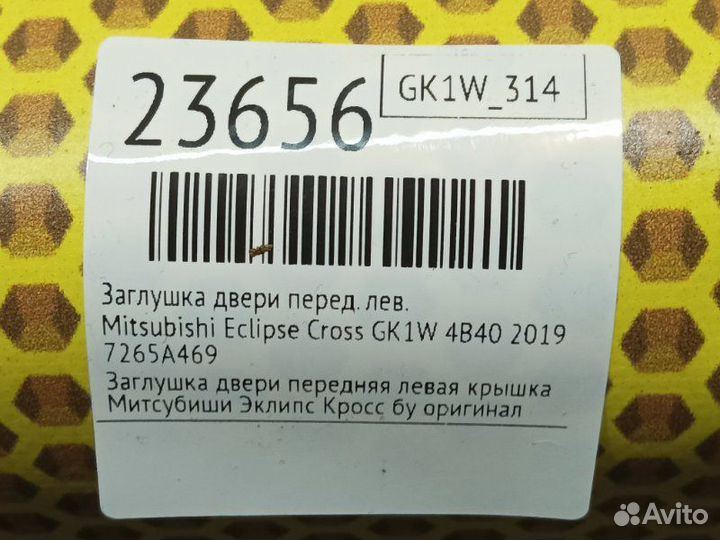 23656
GK1W_314
Заглушка двери перед. лев.
Mitsubishi Eclipse Cross GK1W 4B40 2019
7265A469
Заглушка двери передняя левая крышка
Митсубиши Эклипс Кросс бу оригинал
Avito